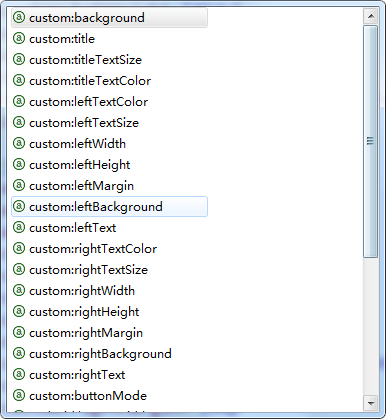 custom:background
custom:title
custom:titleTextSize
custom:titleTextColor
custom:leftTextColor
custom:leftTextSize
custom:leftWidth
custom:leftHeight
custom:leftMargin
custom:leftBackground
custom:leftText
custom:rightTextColor
custom:rightTextSize
custom:rightWidth
custom:rightHeight
custom:rightMargin
custom:rightBackground
custom:rightText
custom:buttonMode